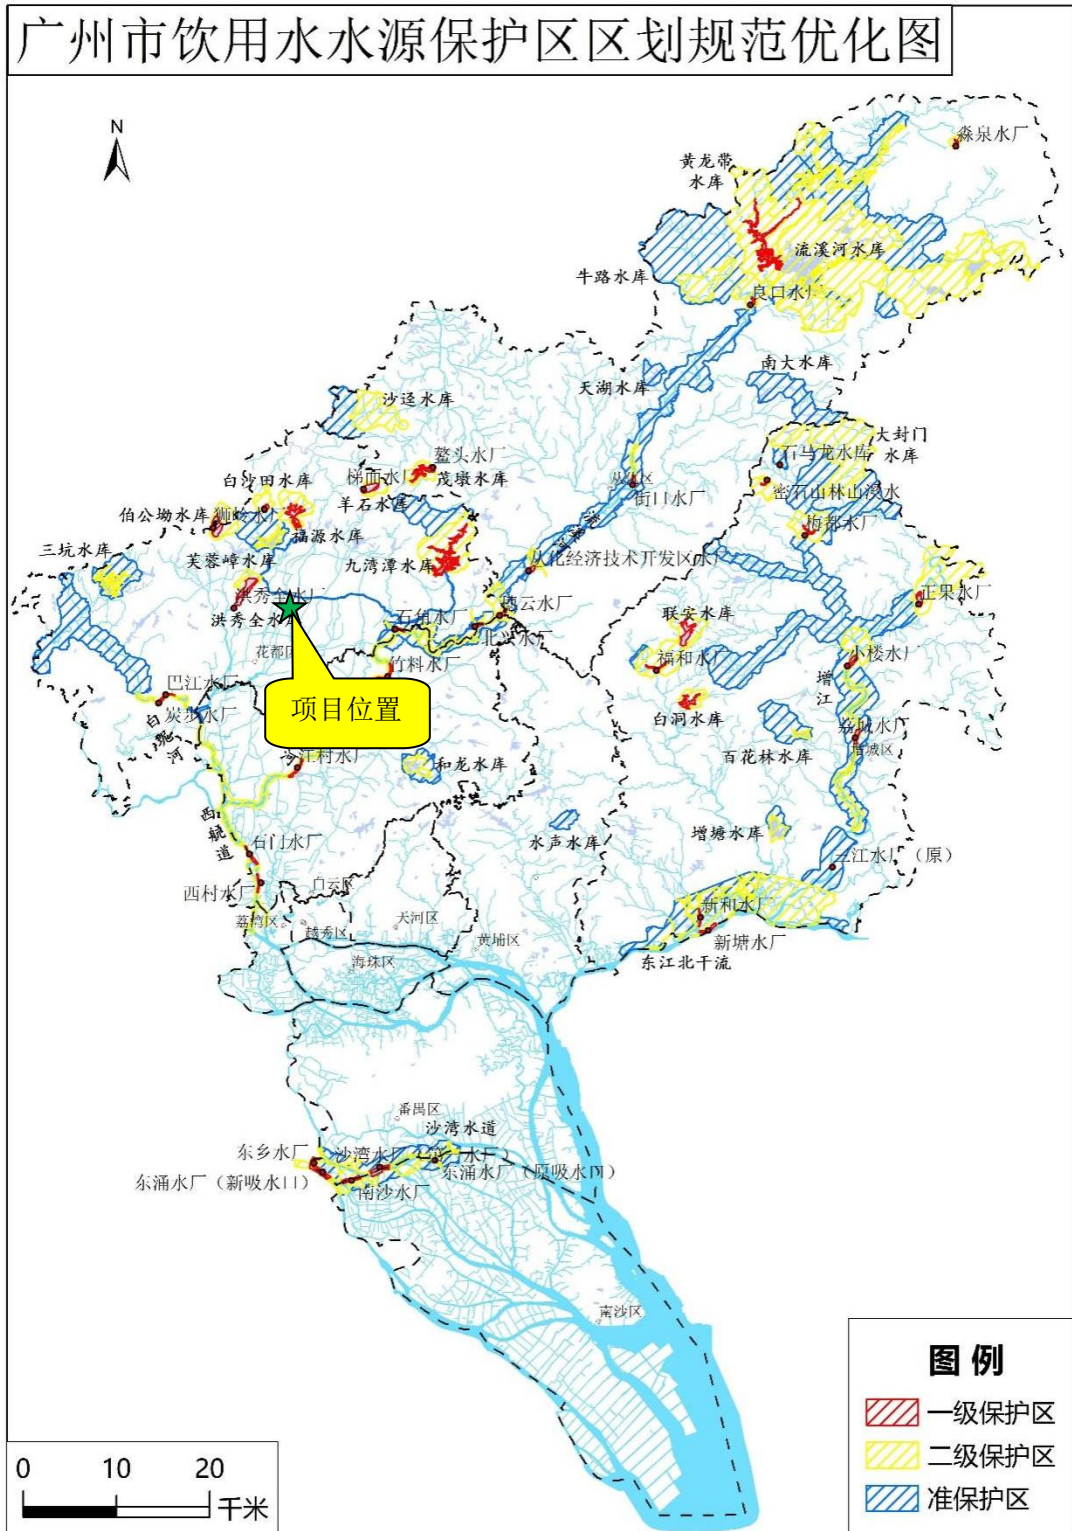 广州市饮用水水源保护区区划规范优化图
N
淼泉水厂
黄龙带
水库
流溪河水库
牛路水库
良口水厂
南大水库
天湖水库
沙迳水库
大封门
水库
石马龙水库
鳌头水厂
梯面水厂
茂墩水库
白沙田水库
羊石水库
街口水厂
密石山林山溪水
梅都水厂
伯公坳水库
狮岭水厂
福源水库
三坑水库
芙蓉嶂水库
九湾潭水库
从化经济技术开发区水厂
正果水厂
洪秀全水厂
洪秀全水库
石角水厂
穗云水厂
北兴水厂
联安水库
花都区
竹料水厂
福和水厂
小楼水厂
增江
巴江水厂
项目位置
白洞水库
炭步水厂
白坭河
荔城水厂
增城区
江村水厂
河
和龙水库
百花林水库
西航道
增塘水库
水声水库
石门水厂
三江水厂（原）
西村水厂
白云区
荔湾区
越秀区
天河区
新和水厂
黄埔区
新塘水厂
海珠区
东江北干流
番禺区
沙湾水道
东乡水厂
沙湾水厂
东涌水厂（原吸水口）
东涌水厂（新吸水口）
南沙水厂
南沙区
图例
一级保护区
二级保护区
准保护区
0 10 20
千米